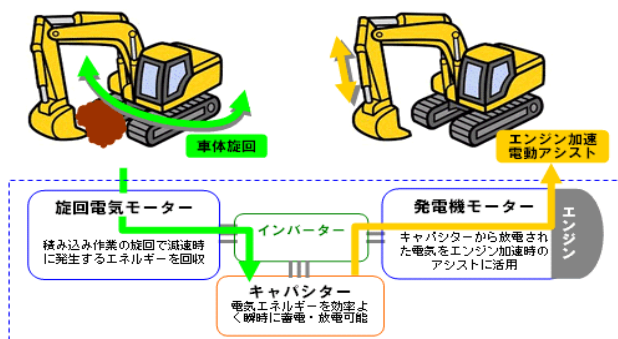 車体旋回
エンジン加速
電動アシスト
旋回電気モーター
積み込み作業の旋回で減速時
に発生するエネルギーを回収
インバーター
発電機モーター
キャパシターから放電され
た電気をエンジン加速時の
アシストに活用
エンジン
キャパシター
電気エネルギーを効率よ
く瞬時に蓄電・放電可能